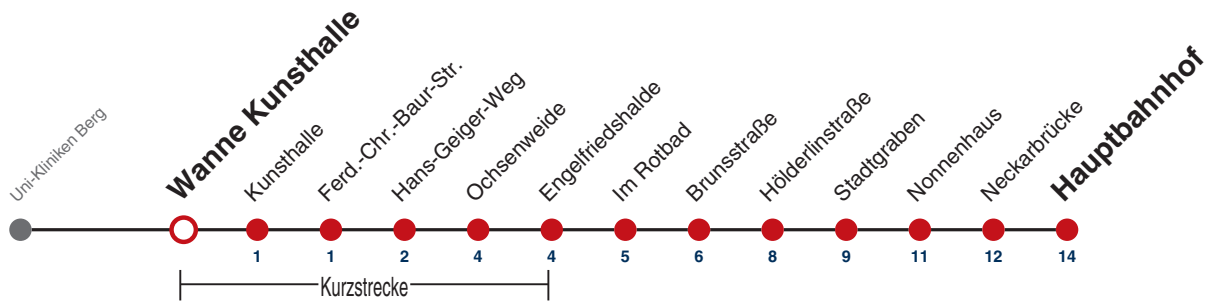 Uni-Kliniken Berg
Wanne Kunsthalle
Kunsthalle
Ferd.-Chr.-Baur-Str.
Hans-Geiger-Weg
Ochsenweide
Engelfriedshalde
Im Rotbad
Brunsstraße
Hölderlinstraße
Stadtgraben
Nonnenhaus
Neckarbrücke
Hauptbahnhof
1 1 2 4 4 5 6 8 9 11 12 14
Kurzstrecke